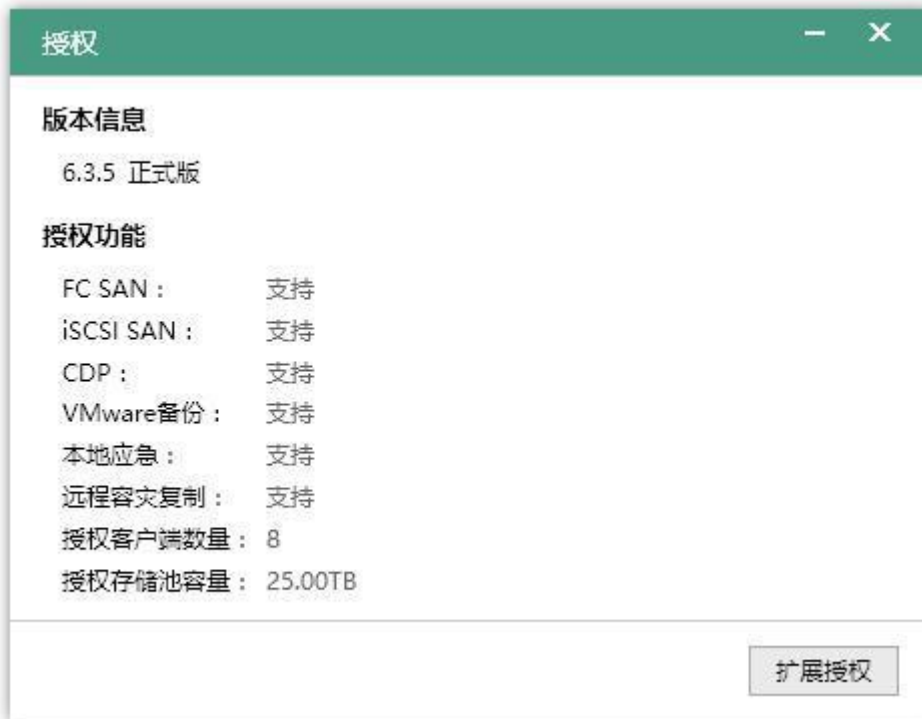 授权
版本信息
6.3.5 正式版
授权功能
FC SAN： 支持
iSCSI SAN： 支持
CDP： 支持
VMware备份： 支持
本地应急： 支持
远程容灾复制： 支持
授权客户端数量： 8
授权存储池容量： 25.00TB
扩展授权